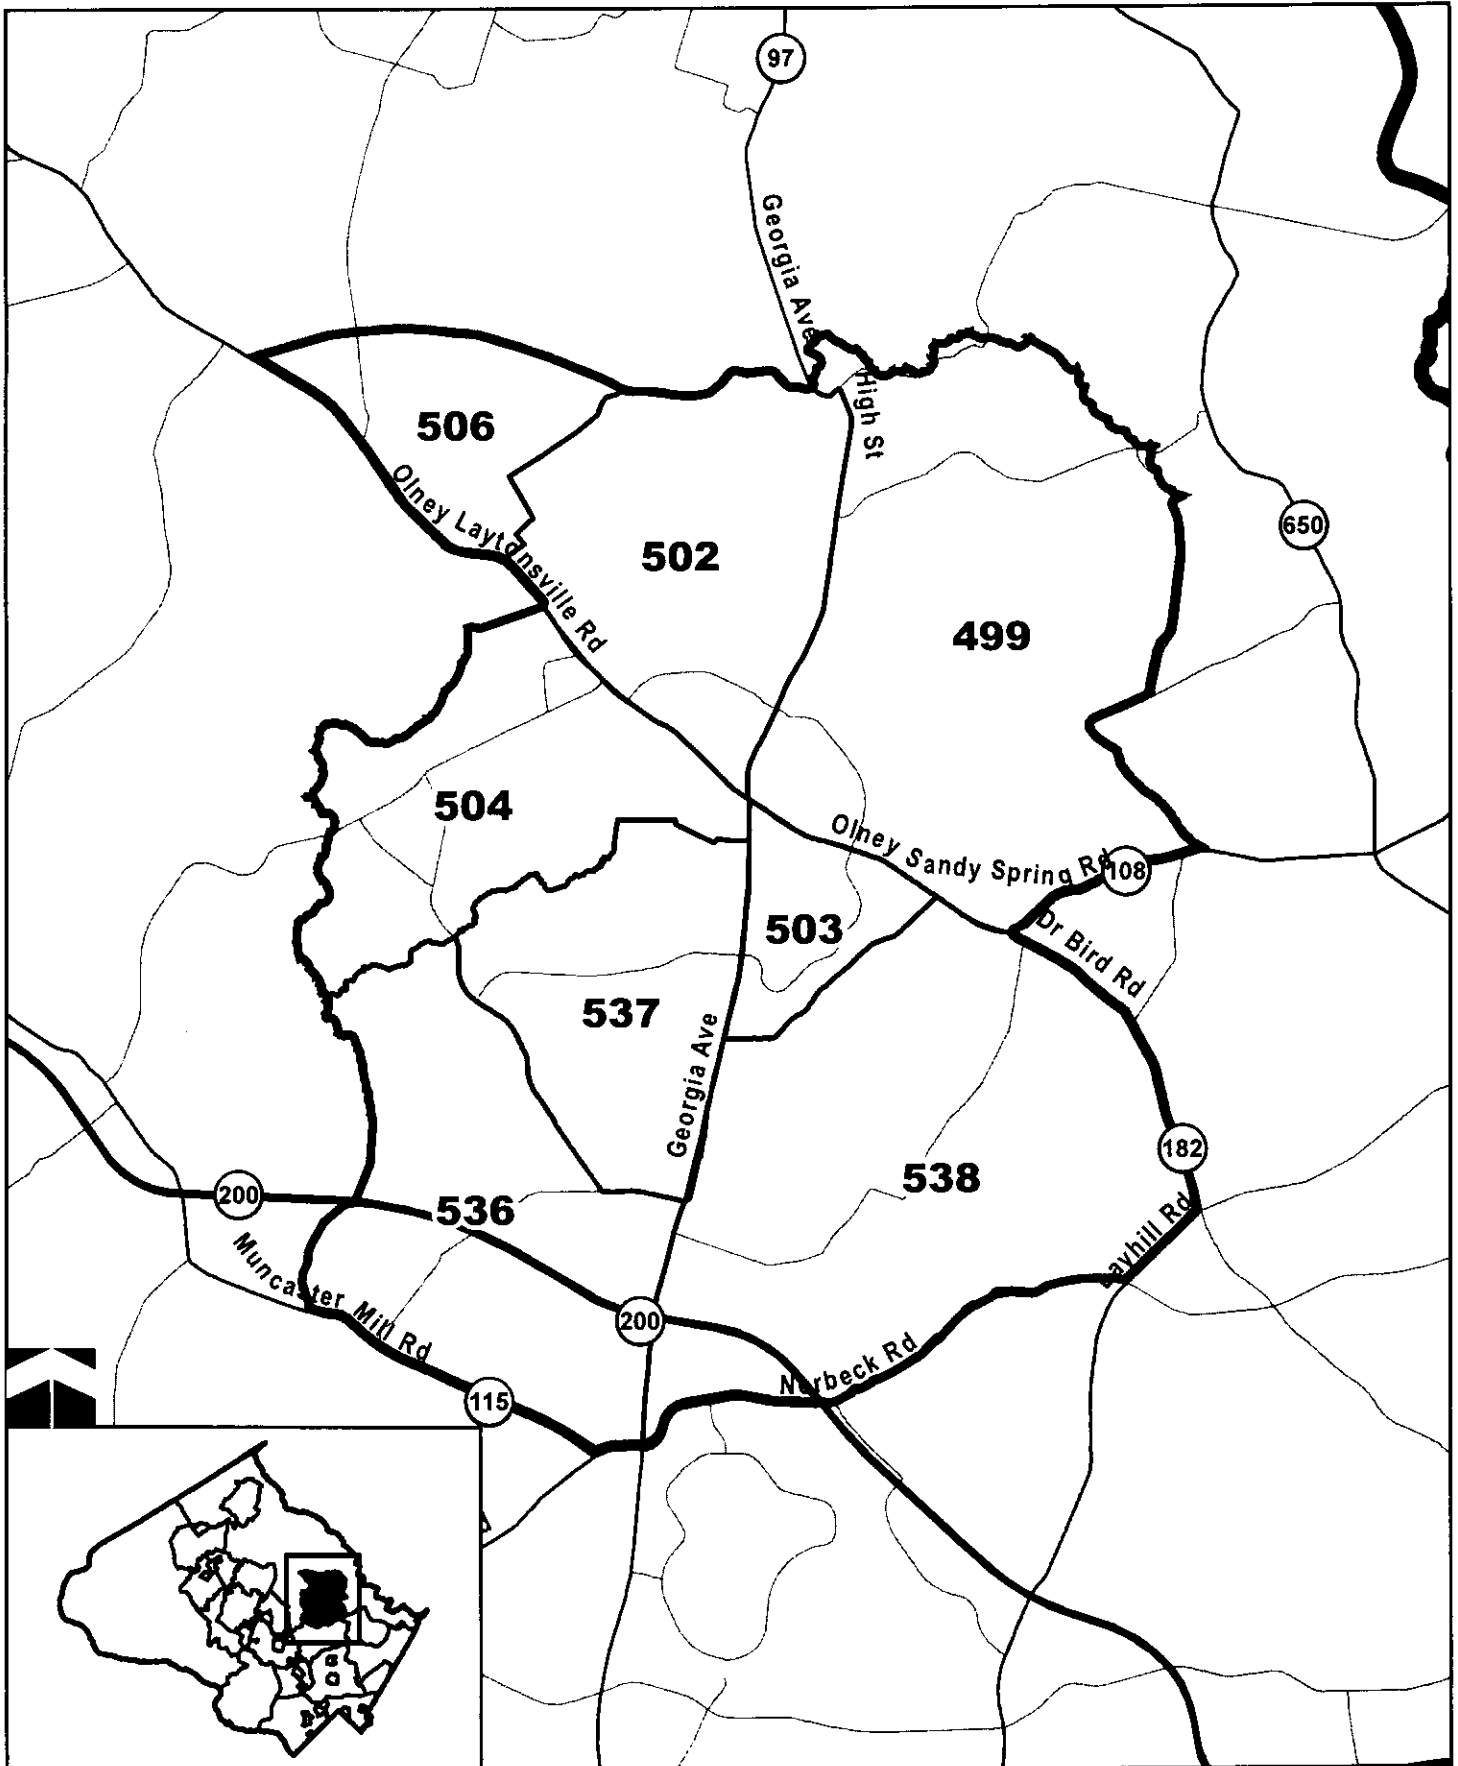 97
Georgia Ave
High St
506
Olney Laytonsville Rd
502
650
499
504
Olney Sandy Spring Rd
108
503
Dr Bird Rd
537
Georgia Ave
182
538
200
536
Layhill Rd
Muncaster Mill Rd
200
Norbeck Rd
115